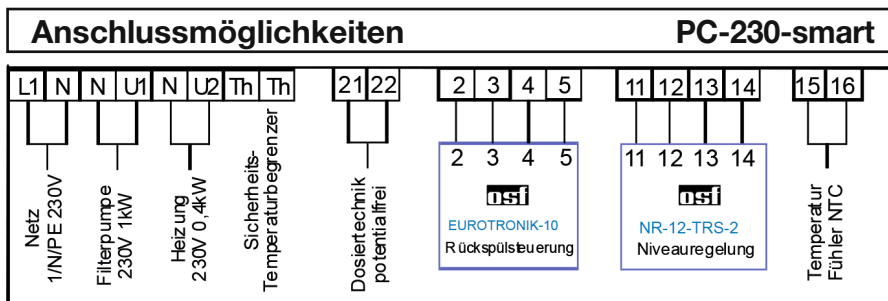 Anschlussmöglichkeiten PC-230-smart
L1 N N U1 N U2 Th Th 21 22 2 3 4 5 11 12 13 14 15 16
2 3 4 5 11 12 13 14
Netz
1/N/PE 230V
Filterpumpe
230V 1kW
Heizung
230V 0,4kW
Sicherheits-
Temperaturbegrenzer
Dosiertechnik
potentialfrei
osf
EUROTRONIK-10
Rückspülsteuerung
osf
NR-12-TRS-2
Niveauregelung
Temperatur
Fühler NTC